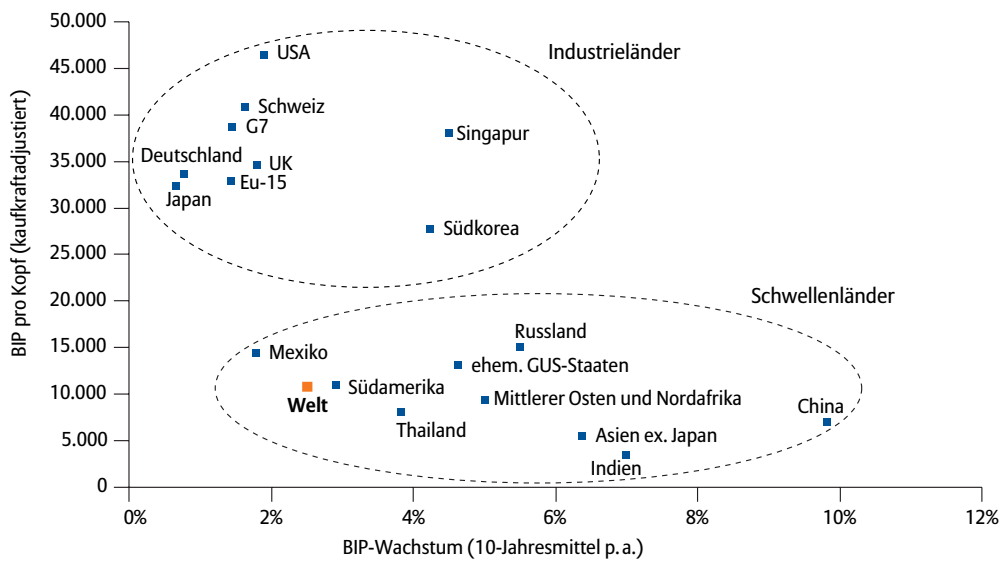 50.000
45.000
40.000
35.000
30.000
25.000
20.000
15.000
10.000
5.000
0
BIP pro Kopf (kaufkraftadjustiert)
USA
Industrieländer
Schweiz
G7
Singapur
Deutschland
UK
Eu-15
Japan
Südkorea
Schwellenländer
Russland
Mexiko
ehem. GUS-Staaten
Südamerika
Welt
Mittlerer Osten und Nordafrika
China
Thailand
Asien ex. Japan
Indien
0%
2%
4%
6%
8%
10%
12%
BIP-Wachstum (10-Jahresmittel p. a.)